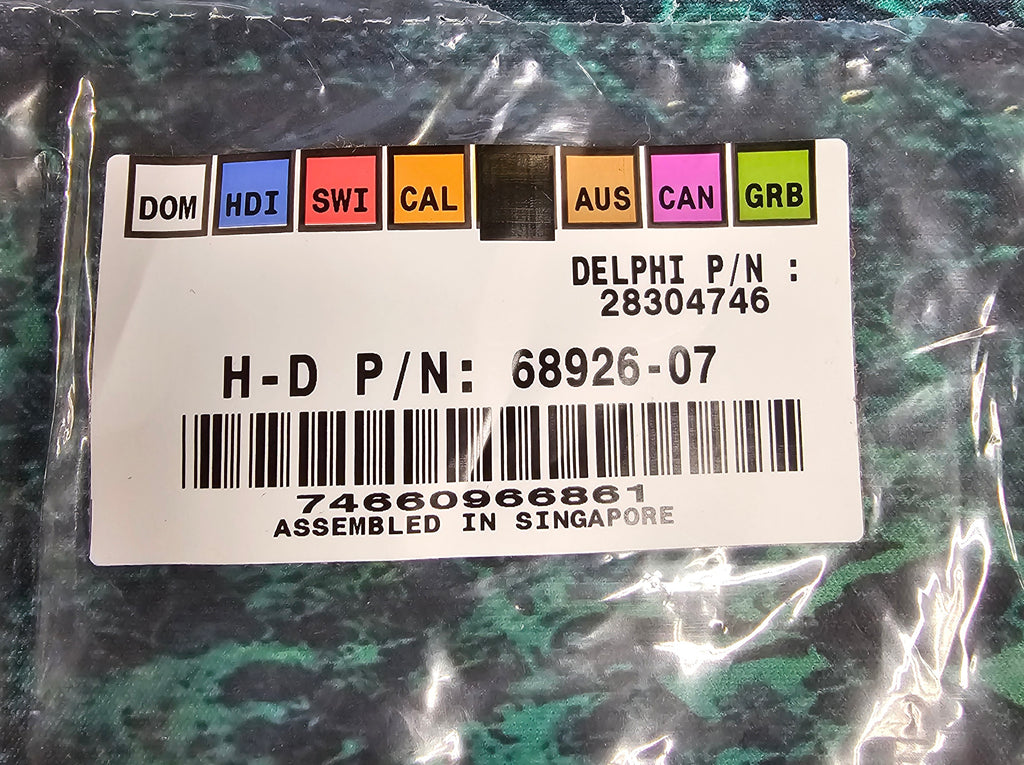 DOM HDI SWI CAL AUS CAN GRB
DELPHI P/N :
28304746
H-D P/N: 68926-07
74660966861
ASSEMBLED IN SINGAPORE